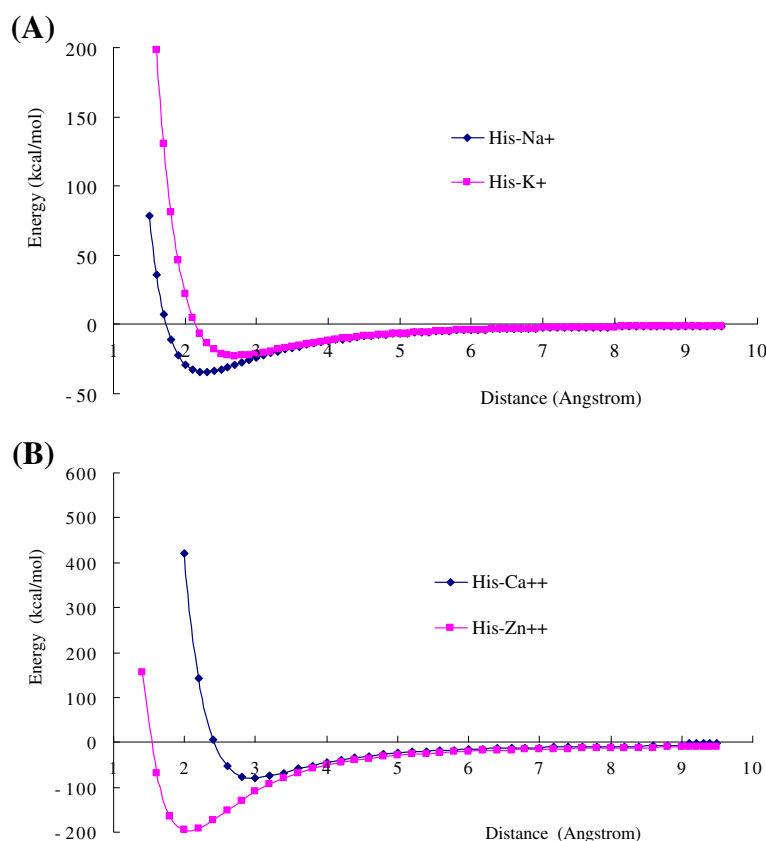 (A)
Energy (kcal/mol)
200
150
100
50
0
- 50
His-Na+
His-K+
1 2 3 4 5 6 7 8 9 10
Distance (Angstrom)
(B)
Energy (kcal/mol)
600
500
400
300
200
100
0
- 100
- 200
His-Ca++
His-Zn++
1 2 3 4 5 6 7 8 9 10
Distance (Angstrom)